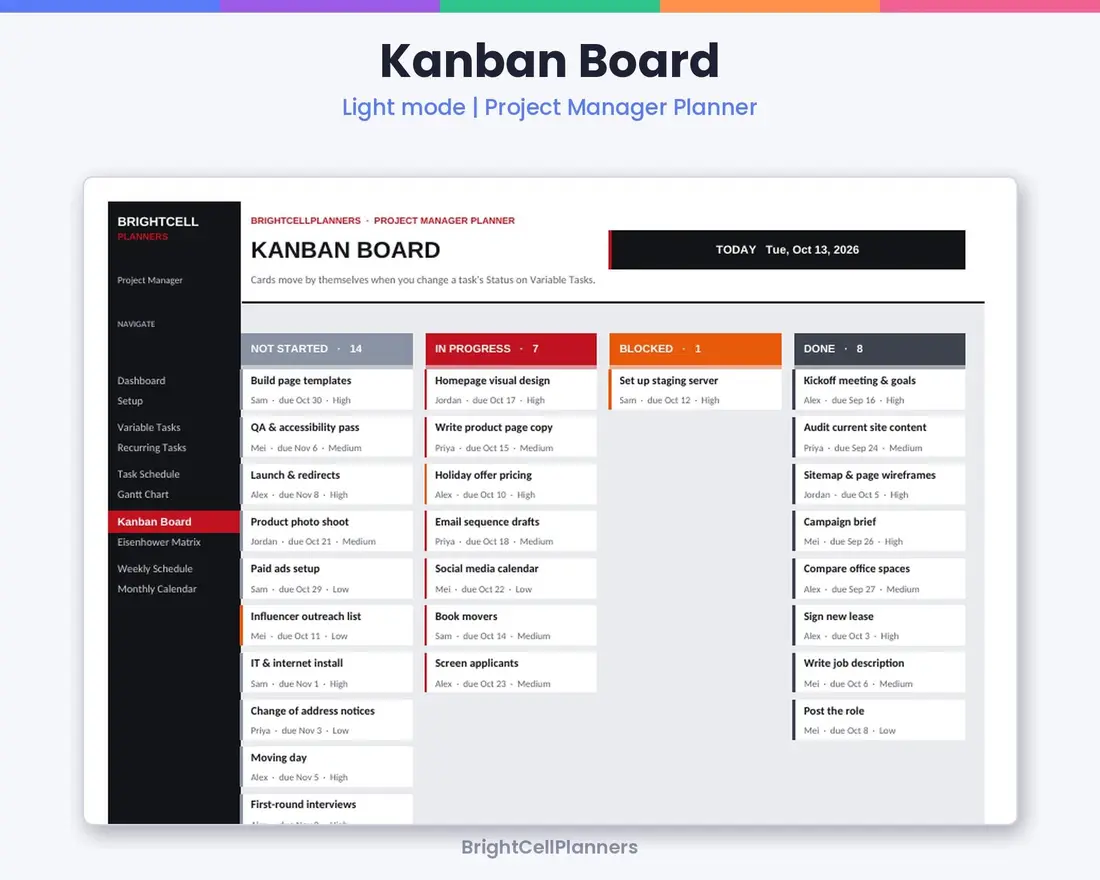 Kanban Board
Light mode | Project Manager Planner
BRIGHTCELL
PLANNERS
Project Manager
NAVIGATE
Dashboard
Setup
Variable Tasks
Recurring Tasks
Task Schedule
Gantt Chart
Kanban Board
Eisenhower Matrix
Weekly Schedule
Monthly Calendar
BRIGHTCELLPLANNERS · PROJECT MANAGER PLANNER
KANBAN BOARD
TODAY Tue, Oct 13, 2026
Cards move by themselves when you change a task's Status on Variable Tasks.
NOT STARTED · 14
Build page templates
Sam · due Oct 30 · High
QA & accessibility pass
Mei · due Nov 6 · Medium
Launch & redirects
Alex · due Nov 8 · High
Product photo shoot
Jordan · due Oct 21 · Medium
Paid ads setup
Sam · due Oct 29 · Low
Influencer outreach list
Mei · due Oct 11 · Low
IT & internet install
Sam · due Nov 1 · High
Change of address notices
Priya · due Nov 3 · Low
Moving day
Alex · due Nov 5 · High
First-round interviews
IN PROGRESS · 7
Homepage visual design
Jordan · due Oct 17 · High
Write product page copy
Priya · due Oct 15 · Medium
Holiday offer pricing
Alex · due Oct 10 · High
Email sequence drafts
Priya · due Oct 18 · Medium
Social media calendar
Mei · due Oct 22 · Low
Book movers
Sam · due Oct 14 · Medium
Screen applicants
Alex · due Oct 23 · Medium
BLOCKED · 1
Set up staging server
Sam · due Oct 12 · High
DONE · 8
Kickoff meeting & goals
Alex · due Sep 16 · High
Audit current site content
Priya · due Sep 24 · Medium
Sitemap & page wireframes
Jordan · due Oct 5 · High
Campaign brief
Mei · due Sep 26 · High
Compare office spaces
Alex · due Sep 27 · Medium
Sign new lease
Alex · due Oct 3 · High
Write job description
Mei · due Oct 6 · Medium
Post the role
Mei · due Oct 8 · Low
BrightCellPlanners